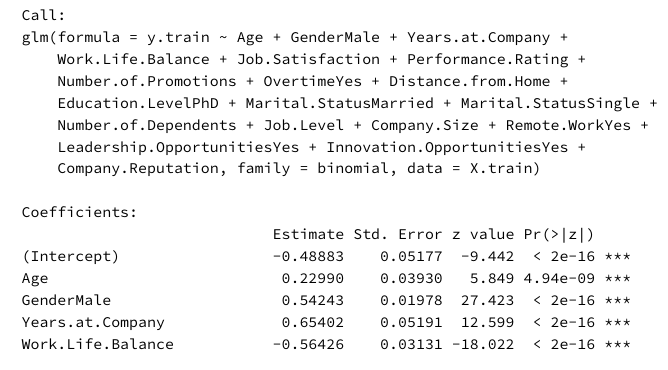 Call:
glm(formula = y.train ~ Age + GenderMale + Years.at.Company +
    Work.Life.Balance + Job.Satisfaction + Performance.Rating +
    Number.of.Promotions + OvertimeYes + Distance.from.Home +
    Education.LevelPhD + Marital.StatusMarried + Marital.StatusSingle +
    Number.of.Dependents + Job.Level + Company.Size + Remote.WorkYes +
    Leadership.OpportunitiesYes + Innovation.OpportunitiesYes +
    Company.Reputation, family = binomial, data = X.train)

Coefficients:
                             Estimate Std. Error z value Pr(>|z|)
(Intercept)                  -0.48883    0.05177  -9.442  < 2e-16 ***
Age                           0.22990    0.03930   5.849 4.94e-09 ***
GenderMale                    0.54243    0.01978  27.423  < 2e-16 ***
Years.at.Company              0.65402    0.05191  12.599  < 2e-16 ***
Work.Life.Balance            -0.56426    0.03131 -18.022  < 2e-16 ***